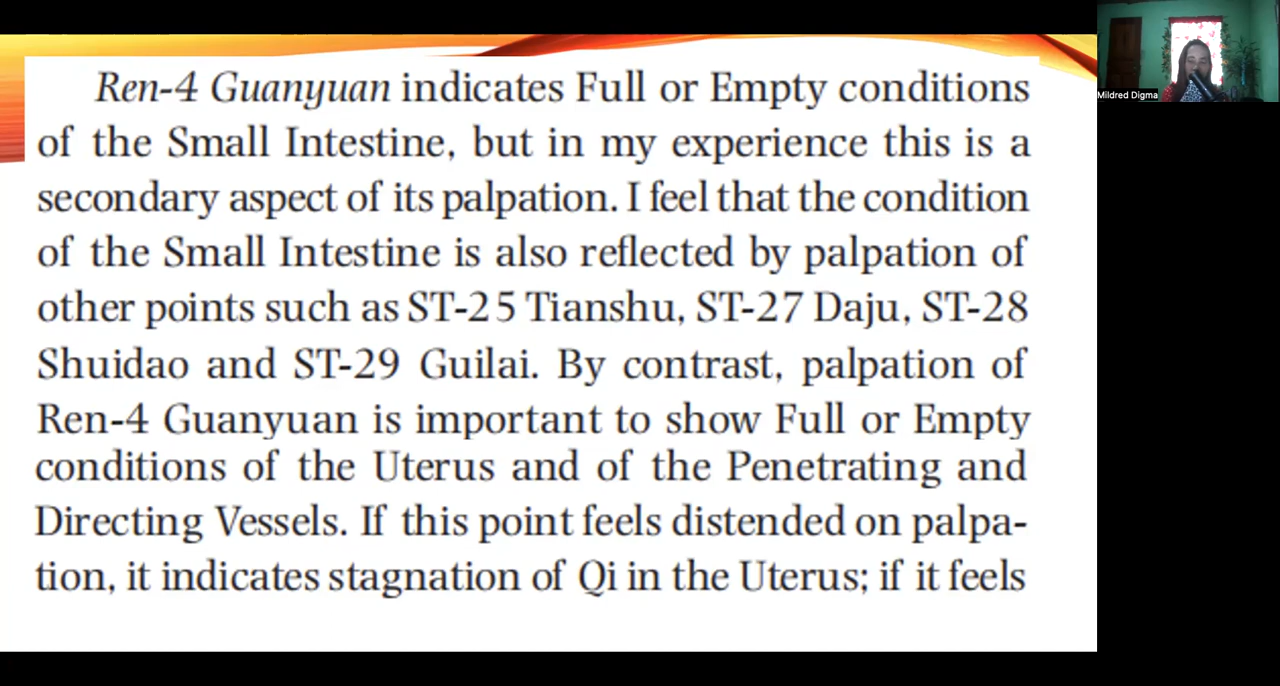 Ren-4 Guanyuan indicates Full or Empty conditions
of the Small Intestine, but in my experience this is a
secondary aspect of its palpation. I feel that the condition
of the Small Intestine is also reflected by palpation of
other points such as ST-25 Tianshu, ST-27 Daju, ST-28
Shuidao and ST-29 Guilai. By contrast, palpation of
Ren-4 Guanyuan is important to show Full or Empty
conditions of the Uterus and of the Penetrating and
Directing Vessels. If this point feels distended on palpa-
tion, it indicates stagnation of Qi in the Uterus; if it feels
Mildred Digma